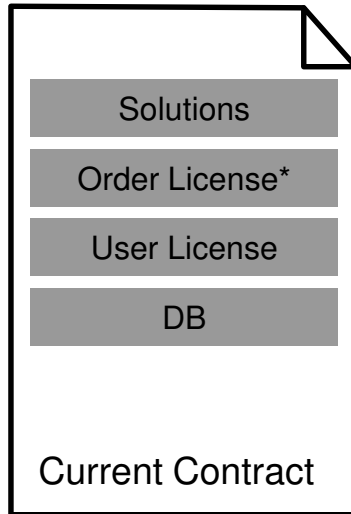 Solutions
Order License*
User License
DB
Current Contract